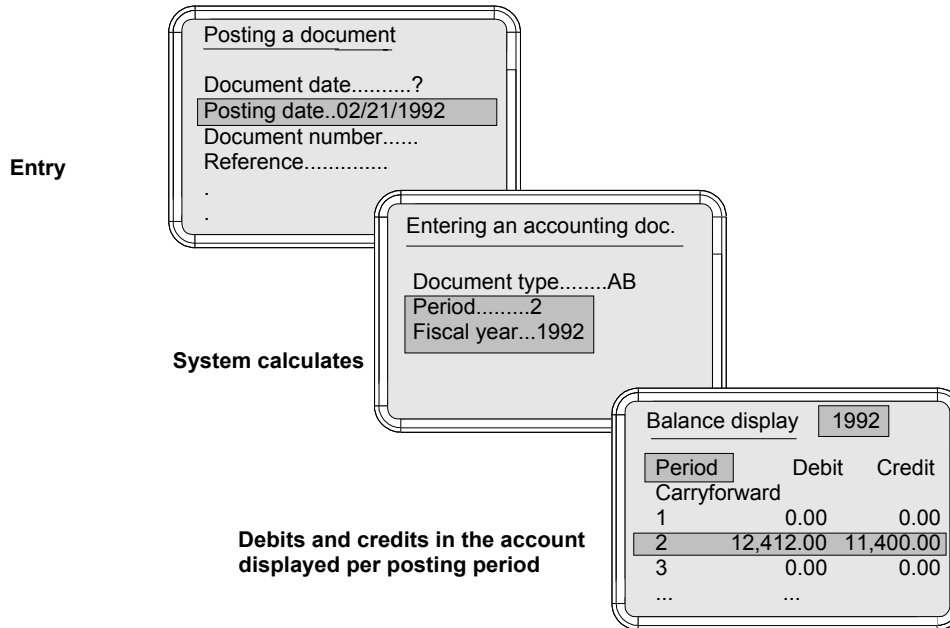 Posting a document
Document date..........?
Posting date..02/21/1992
Document number......
Reference..............
.
.
Entry
Entering an accounting doc.
Document type........AB
Period.........2
Fiscal year...1992
System calculates
Balance display 1992
Period Debit Credit
Carryforward
1 0.00 0.00
2 12,412.00 11,400.00
3 0.00 0.00
... ...
Debits and credits in the account
displayed per posting period